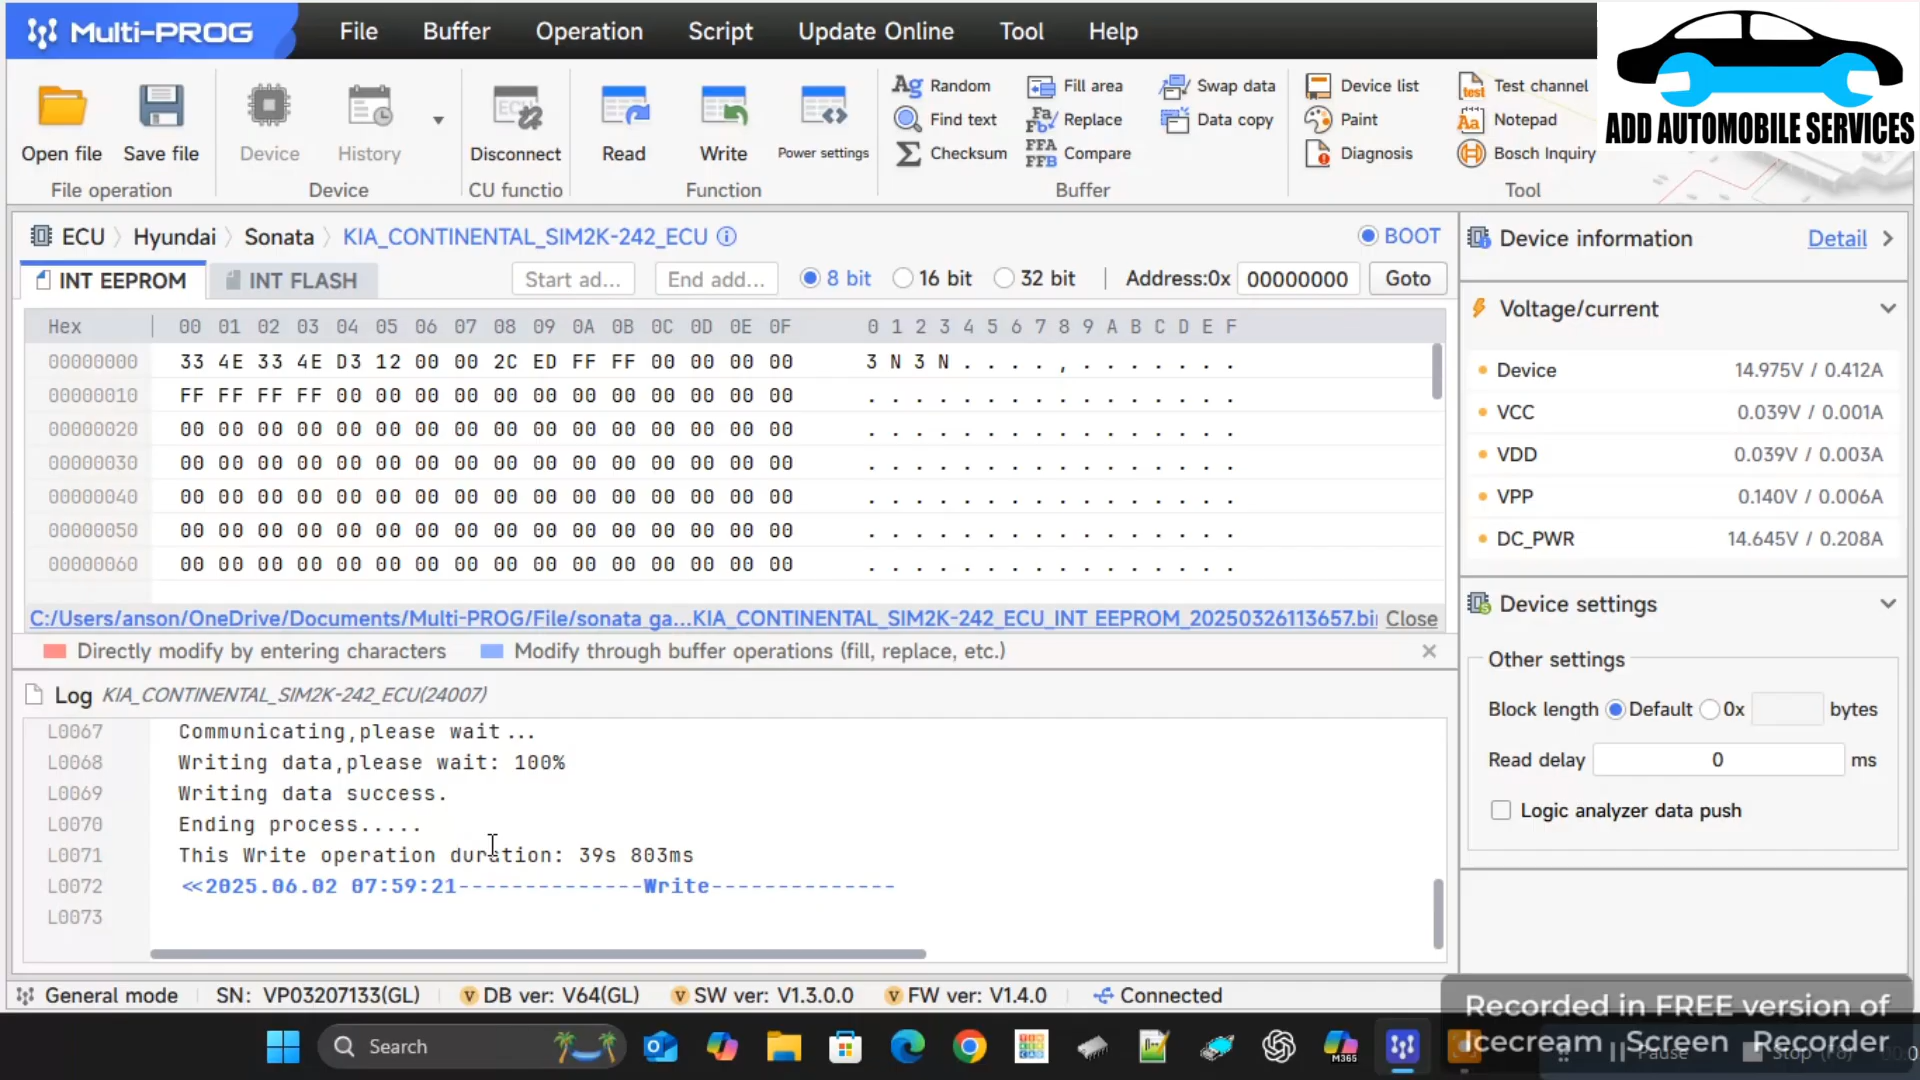 Multi-PROG File Buffer Operation Script Update Online Tool Help
Open file Save file Device History Disconnect Read Write Power settings
Ag Random Fill area Swap data Device list Test channel
Find text Replace Data copy Paint Notepad
Checksum Compare Diagnosis Bosch Inquiry
File operation Device CU functio Function Buffer Tool
ADD AUTOMOBILE SERVICES
ECU Hyundai Sonata KIA_CONTINENTAL_SIM2K-242_ECU BOOT
INT EEPROM INT FLASH Start ad... End add... 8 bit 16 bit 32 bit Address:0x 00000000 Goto
Hex 00 01 02 03 04 05 06 07 08 09 0A 0B 0C 0D 0E 0F 0 1 2 3 4 5 6 7 8 9 A B C D E F
00000000 33 4E 33 4E D3 12 00 00 2C ED FF FF 00 00 00 00 3 N 3 N . . . . , . . . . . . .
00000010 FF FF FF FF 00 00 00 00 00 00 00 00 00 00 00 00 . . . . . . . . . . . . . . . .
00000020 00 00 00 00 00 00 00 00 00 00 00 00 00 00 00 00 . . . . . . . . . . . . . . . .
00000030 00 00 00 00 00 00 00 00 00 00 00 00 00 00 00 00 . . . . . . . . . . . . . . . .
00000040 00 00 00 00 00 00 00 00 00 00 00 00 00 00 00 00 . . . . . . . . . . . . . . . .
00000050 00 00 00 00 00 00 00 00 00 00 00 00 00 00 00 00 . . . . . . . . . . . . . . . .
00000060 00 00 00 00 00 00 00 00 00 00 00 00 00 00 00 00 . . . . . . . . . . . . . . . .
C:/Users/anson/OneDrive/Documents/Multi-PROG/File/sonata ga...KIA_CONTINENTAL_SIM2K-242_ECU_INT EEPROM_20250326113657.bi Close
Directly modify by entering characters Modify through buffer operations (fill, replace, etc.)
Log KIA_CONTINENTAL_SIM2K-242_ECU(24007)
L0067 Communicating,please wait...
L0068 Writing data,please wait: 100%
L0069 Writing data success.
L0070 Ending process.....
L0071 This Write operation duration: 39s 803ms
L0072 <<2025.06.02 07:59:21--------------Write--------------
L0073
Device information Detail
Voltage/current
Device 14.975V / 0.412A
VCC 0.039V / 0.001A
VDD 0.039V / 0.003A
VPP 0.140V / 0.006A
DC_PWR 14.645V / 0.208A
Device settings
Other settings
Block length Default 0x bytes
Read delay 0 ms
Logic analyzer data push
General mode SN: VP03207133(GL) DB ver: V64(GL) SW ver: V1.3.0.0 FW ver: V1.4.0 Connected
Recorded in FREE version of
Icecream Screen Recorder
Search
M365
Pause Stop (F8)